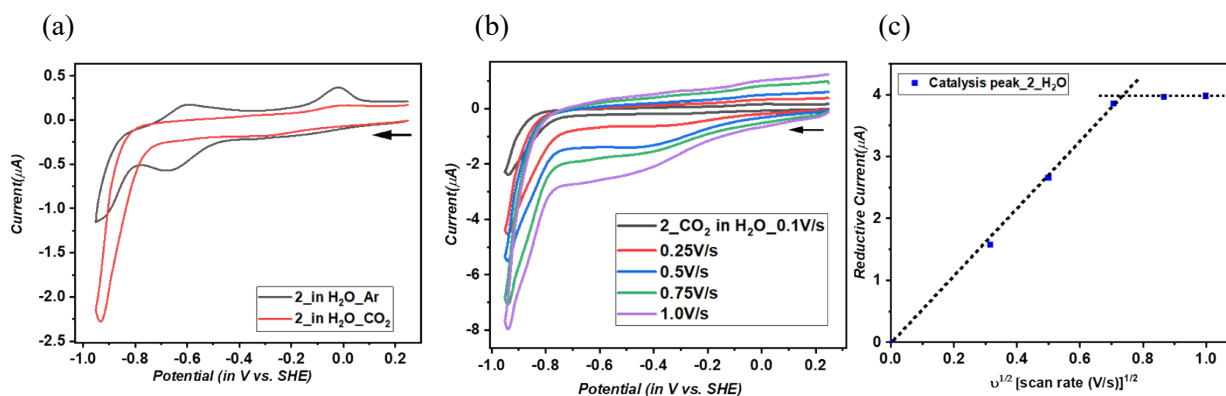 (a)
0.5
0.0
-0.5
-1.0
-1.5
-2.0
-2.5
Current(μA)
2_in H₂O_Ar
2_in H₂O_CO₂
-1.0 -0.8 -0.6 -0.4 -0.2 0.0 0.2
Potential (in V vs. SHE)
(b)
2
0
-2
-4
-6
-8
Current(μA)
2_CO₂ in H₂O_0.1V/s
0.25V/s
0.5V/s
0.75V/s
1.0V/s
-1.0 -0.8 -0.6 -0.4 -0.2 0.0 0.2
Potential (in V vs. SHE)
(c)
Catalysis peak_2_H₂O
5
4
3
2
1
0
Reductive Current(μA)
0.0 0.2 0.4 0.6 0.8 1.0
υ^1/2 [scan rate (V/s)]^1/2